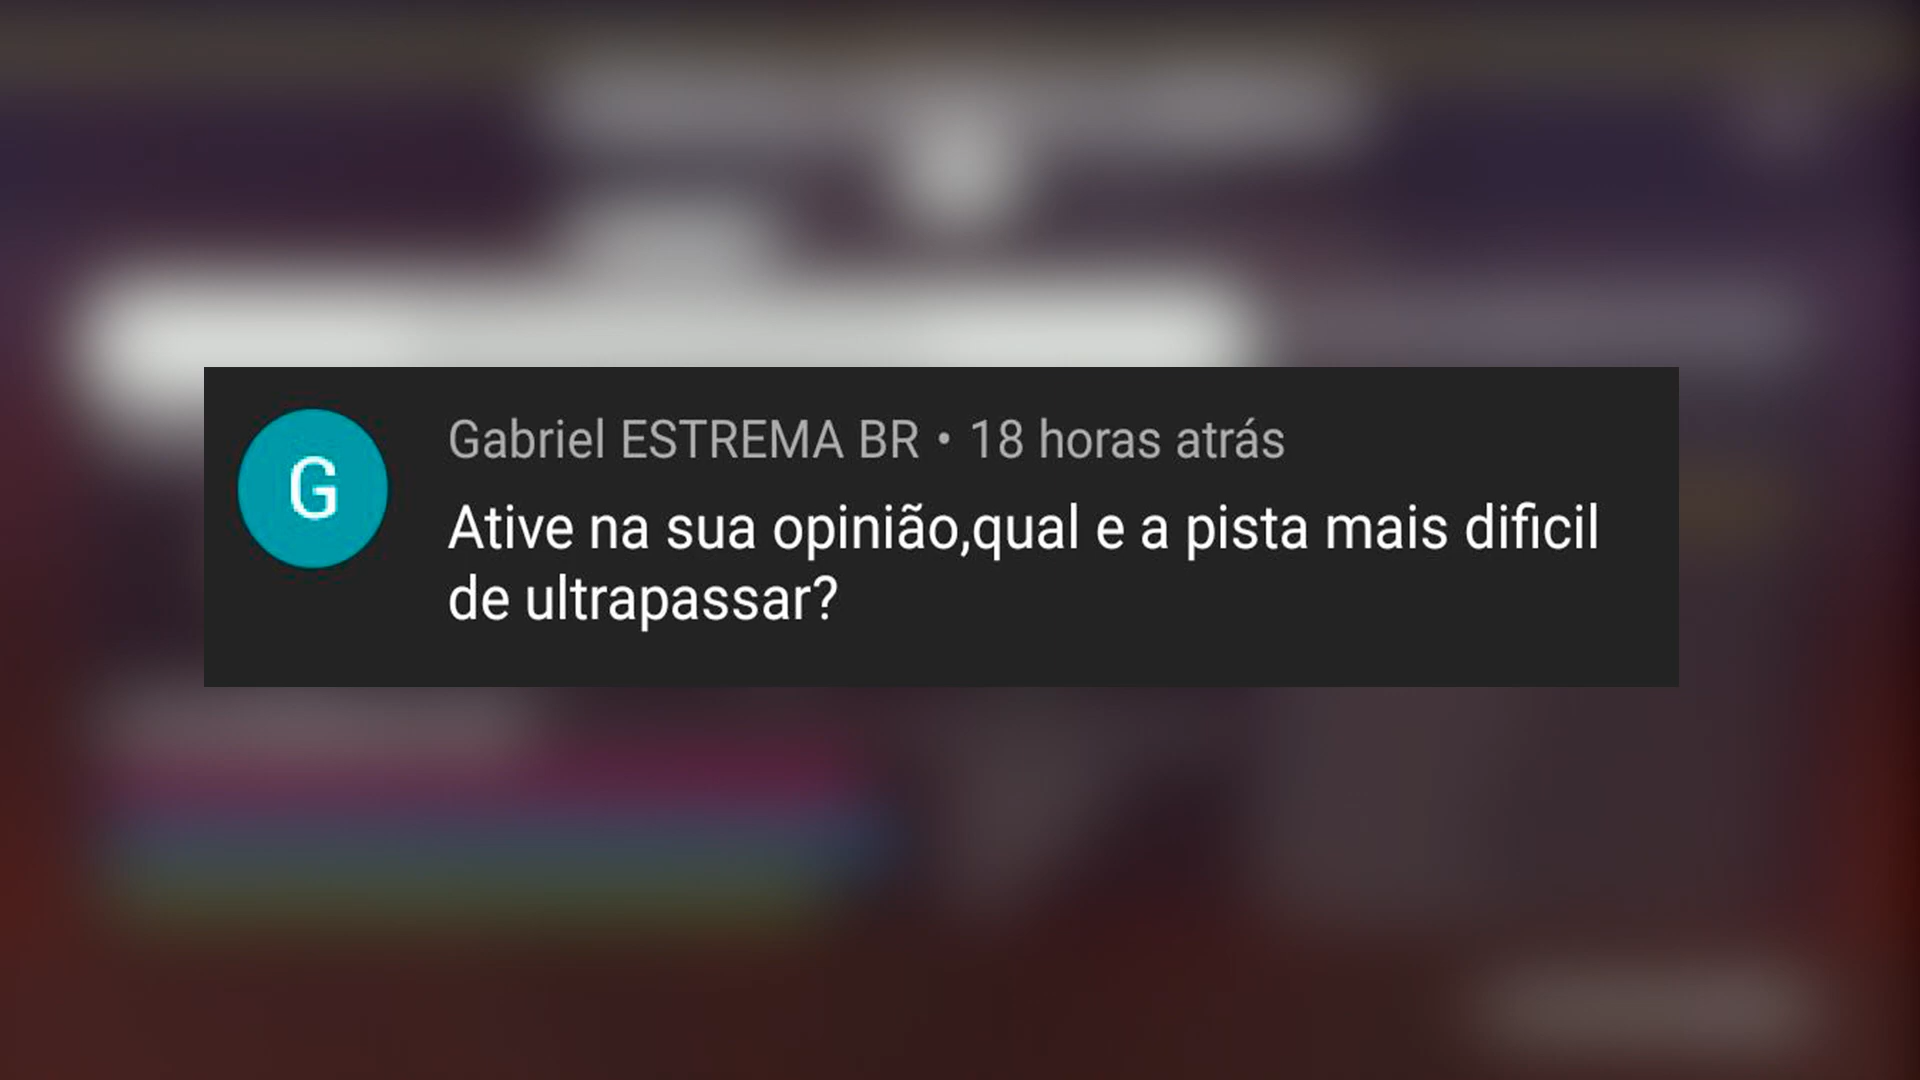 G
Gabriel ESTREMA BR • 18 horas atrás
Ative na sua opinião,qual e a pista mais dificil
de ultrapassar?